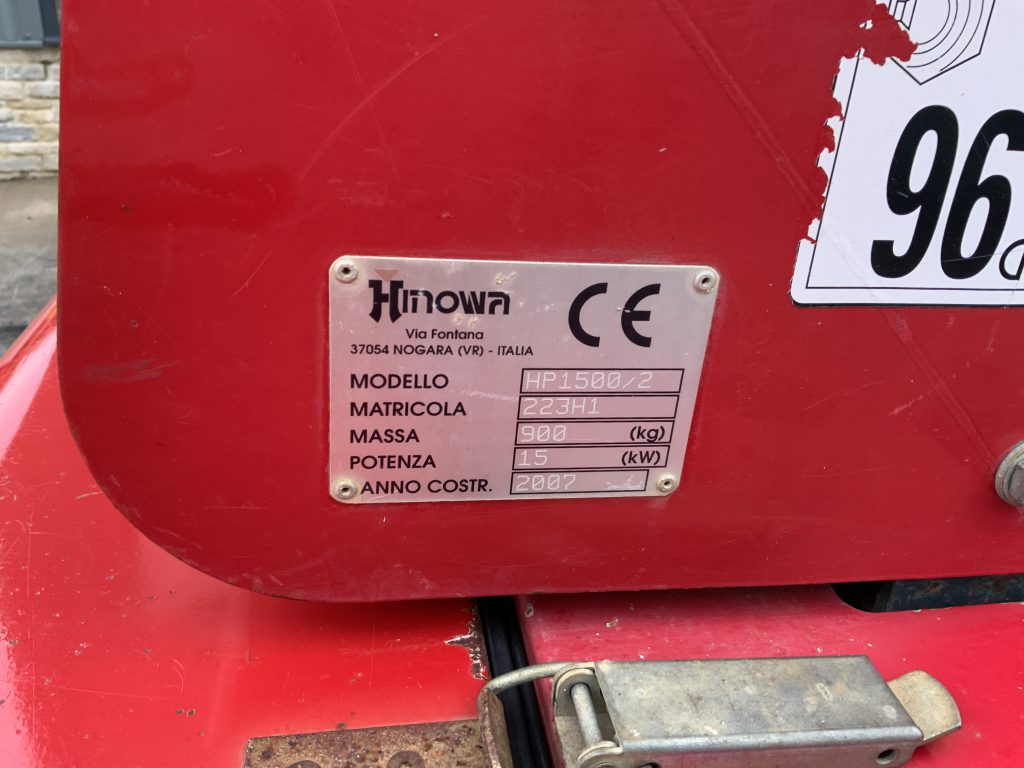 Hinowa
CE
Via Fontana
37054 NOGARA (VR) - ITALIA
MODELLO HP1500/2
MATRICOLA 223H1
MASSA 900 (kg)
POTENZA 15 (kW)
ANNO COSTR. 2007
96